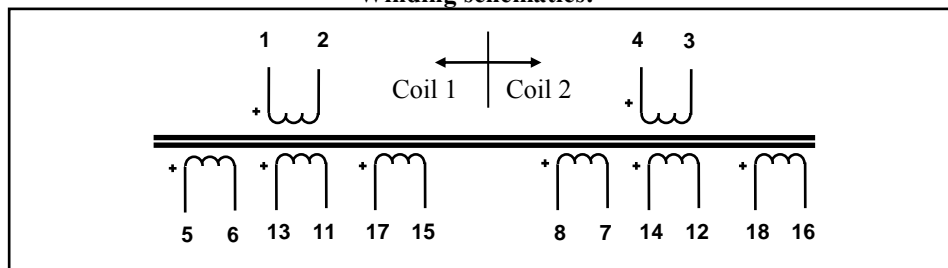 Winding schematics:
1 2 4 3
Coil 1 Coil 2
+ +
+ + + + + +
5 6 13 11 17 15 8 7 14 12 18 16